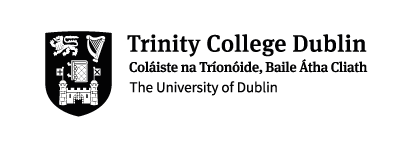 Trinity College Dublin
Coláiste na Tríonóide, Baile Átha Cliath
The University of Dublin